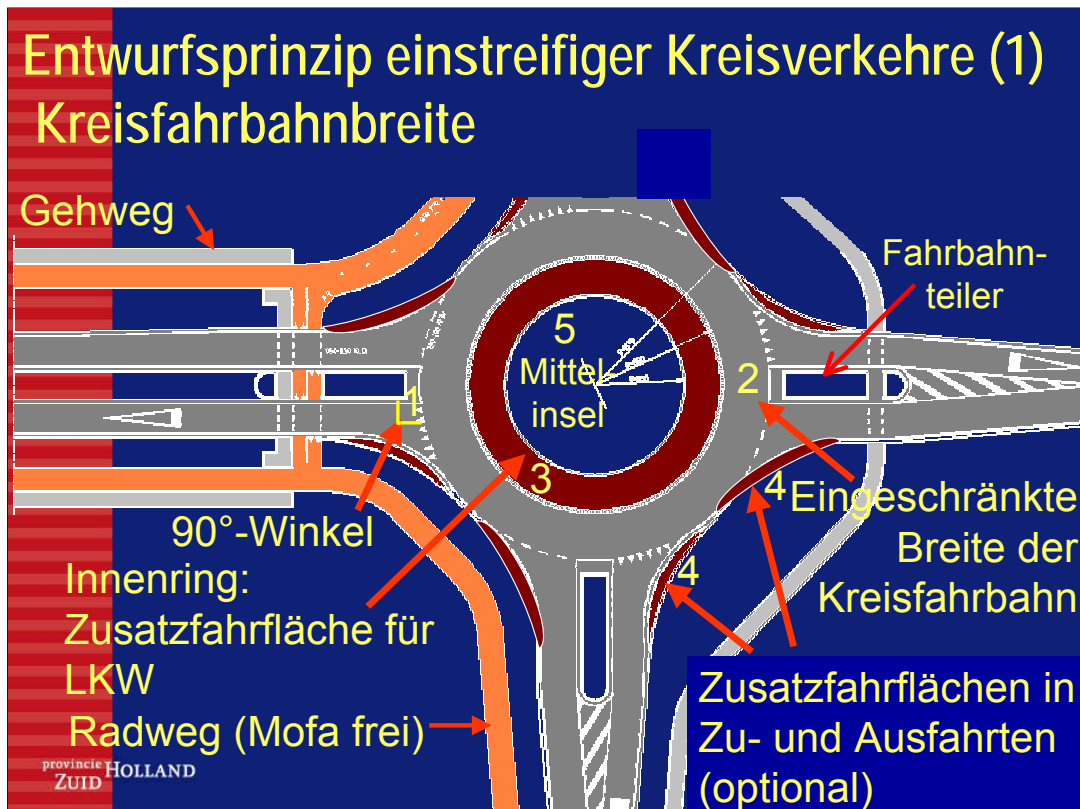 Entwurfsprinzip einstreifiger Kreisverkehre (1)
Kreisfahrbahnbreite
Gehweg
Fahrbahn-
teiler
5
Mittel-
insel
2
1
3
4
4
90°-Winkel
Eingeschränkte
Breite der
Kreisfahrbahn
Innenring:
Zusatzfahrfläche für
LKW
Radweg (Mofa frei)
Zusatzfahrflächen in
Zu- und Ausfahrten
(optional)
provincie
ZUID HOLLAND